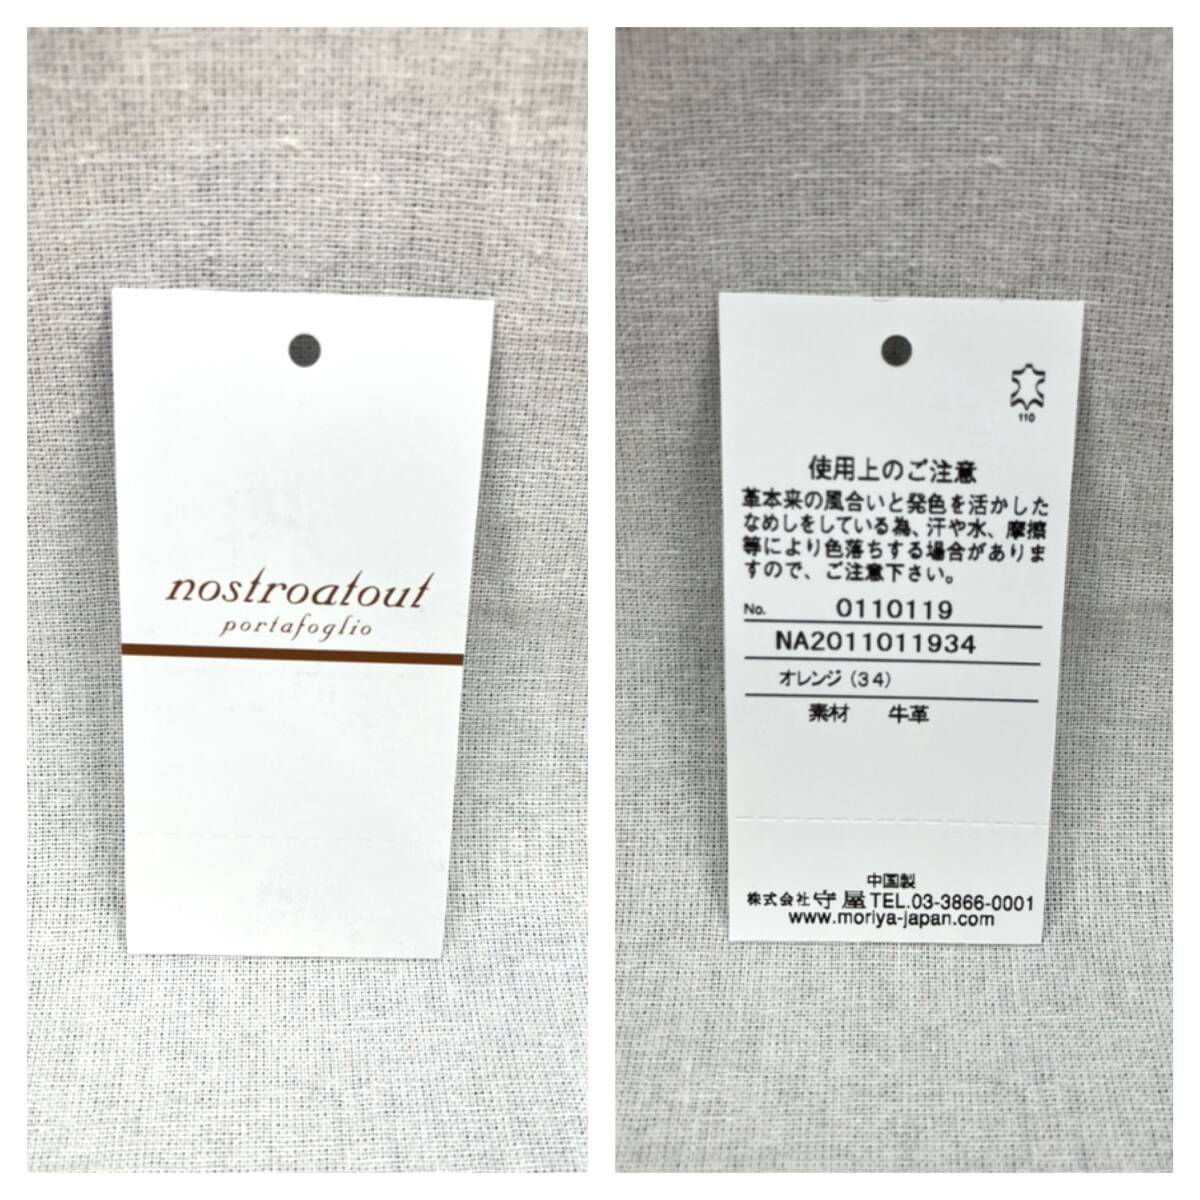 nostroatout
portafoglio
110
使用上のご注意
革本来の風合いと発色を活かした
なめしをしている為、汗や水、摩擦
等により色落ちする場合がありま
すので、ご注意下さい。
No. 0110119
NA2011011934
オレンジ（34）
素材 牛革
中国製
株式会社 守屋 TEL.03-3866-0001
www.moriya-japan.com